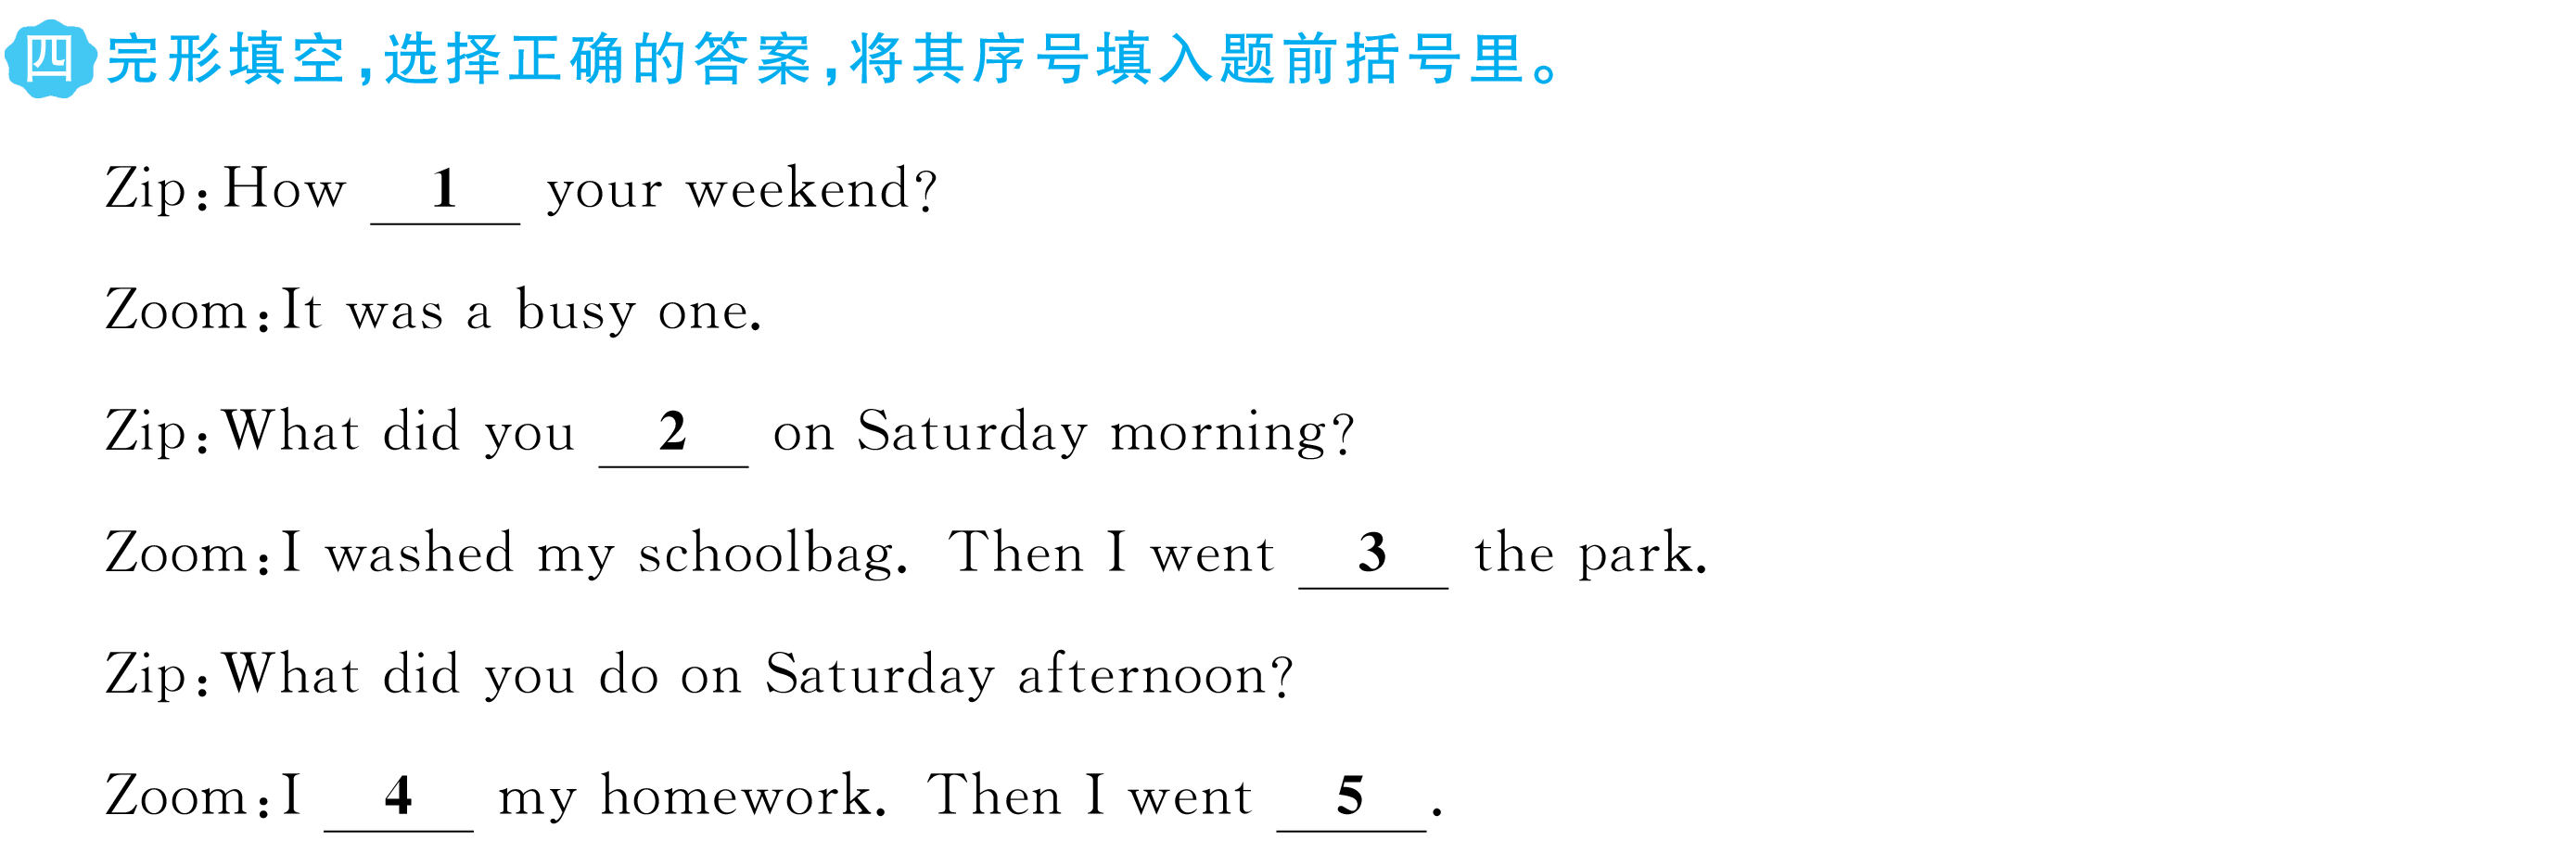 四 完形填空,选择正确的答案,将其序号填入题前括号里。
Zip:How 1 your weekend?
Zoom:It was a busy one.
Zip:What did you 2 on Saturday morning?
Zoom:I washed my schoolbag. Then I went 3 the park.
Zip:What did you do on Saturday afternoon?
Zoom:I 4 my homework. Then I went 5 .